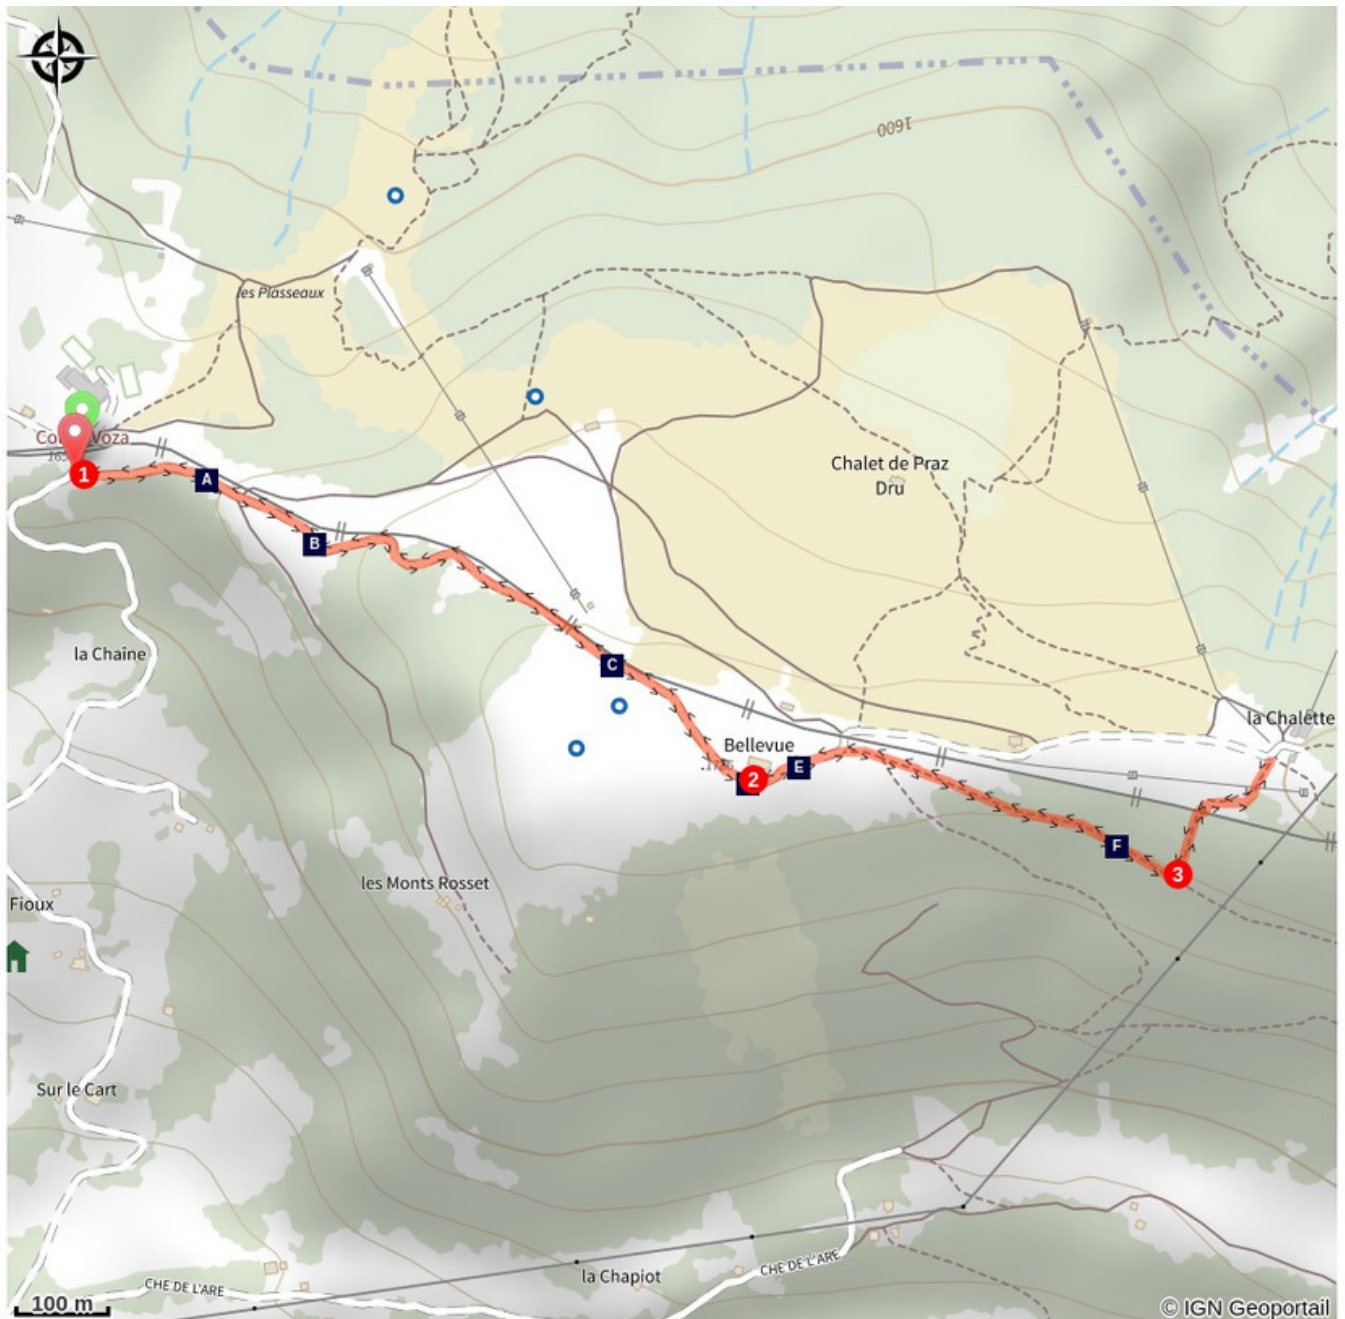 1600
les Plasseaux
Chalet de Praz
Dru
1
A
B
la Chaîne
C
la Chalette
Bellevue
2
E
F
3
les Monts Rosset
Fioux
Sur le Cart
CHE DE L'ARE
la Chapiot
CHE DE L'ARE
100 m
© IGN Geoportail